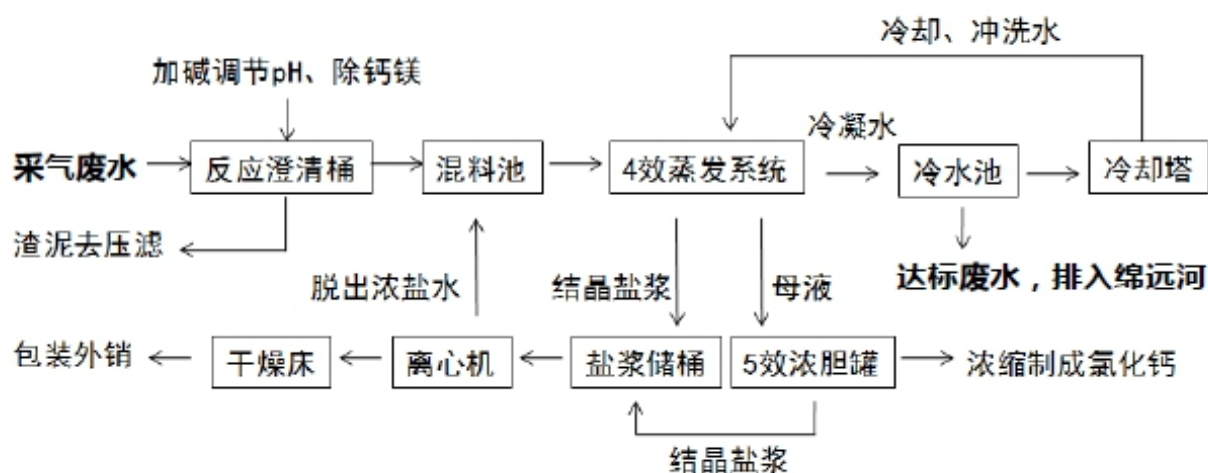 冷却、冲洗水
加碱调节pH、除钙镁
冷凝水
采气废水
反应澄清桶
混料池
4效蒸发系统
冷水池
冷却塔
渣泥去压滤
脱出浓盐水
结晶盐浆
母液
达标废水，排入绵远河
包装外销
干燥床
离心机
盐浆储桶
5效浓胆罐
浓缩制成氯化钙
结晶盐浆